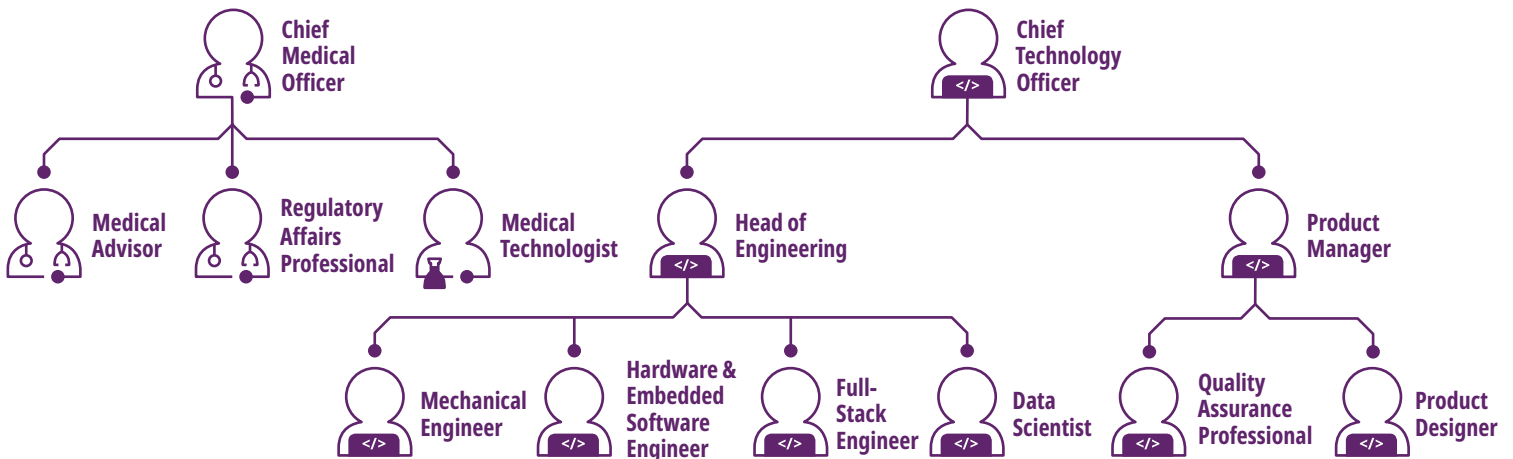 Chief
Medical
Officer
Chief
Technology
Officer
</>
Medical
Advisor
Regulatory
Affairs
Professional
Medical
Technologist
Head of
Engineering
</>
Product
Manager
</>
Mechanical
Engineer
</>
Hardware &
Embedded
Software
Engineer
</>
Full-
Stack
Engineer
</>
Data
Scientist
</>
Quality
Assurance
Professional
</>
Product
Designer
</>